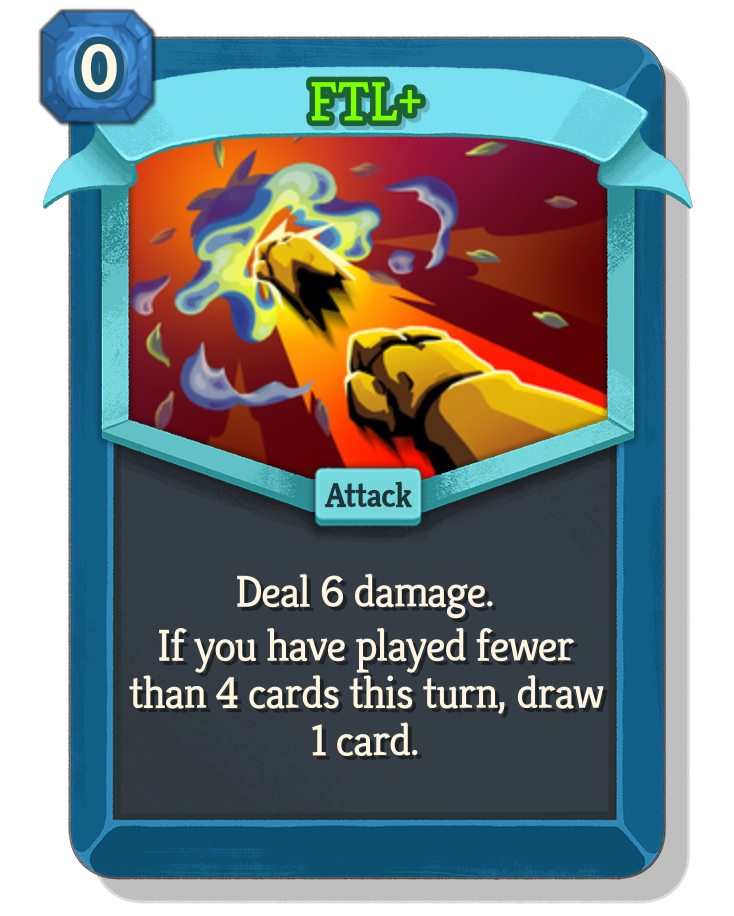 0
FTL+
Attack
Deal 6 damage.
If you have played fewer
than 4 cards this turn, draw
1 card.